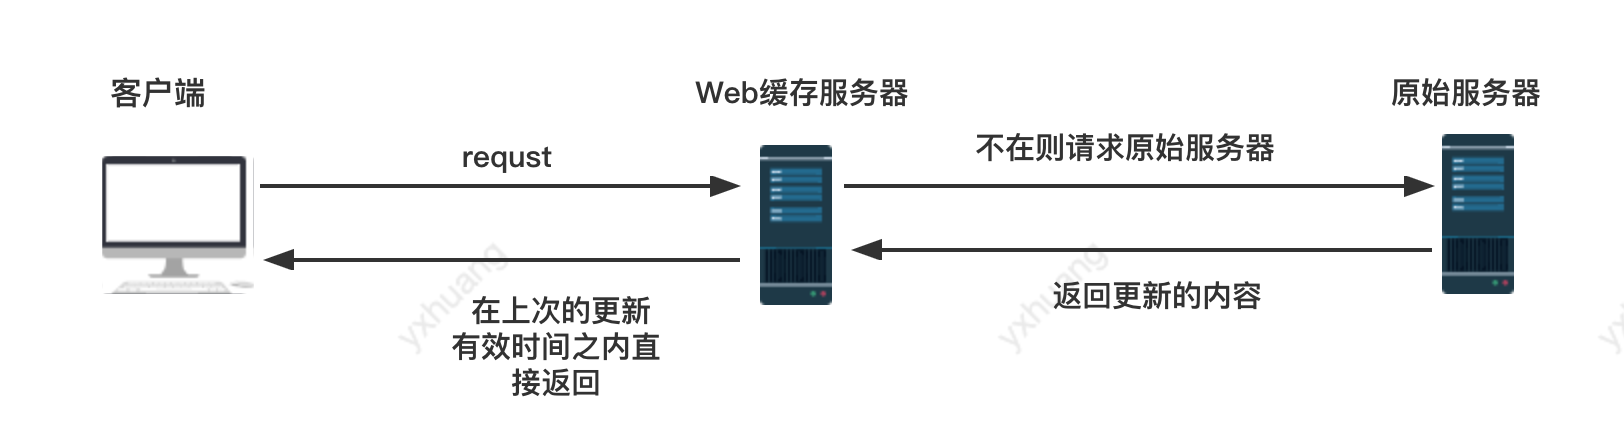 客户端
Web缓存服务器
原始服务器
requst
不在则请求原始服务器
在上次的更新
有效时间之内直
接返回
返回更新的内容
yxhuang
yxhuang